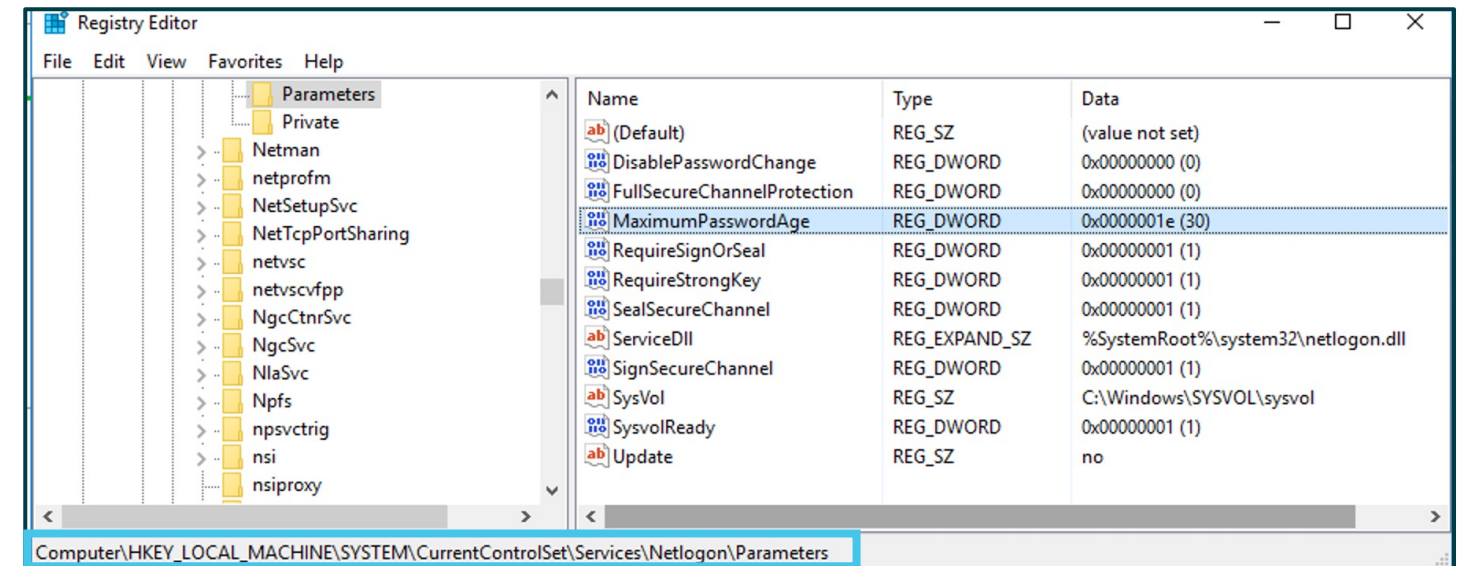 Registry Editor
File Edit View Favorites Help
Parameters
Private
Netman
netprofm
NetSetupSvc
NetTcpPortSharing
netvsc
netvscvfpp
NgcCtnrSvc
NgcSvc
NlaSvc
Npfs
npsvctrig
nsi
nsiproxy
Name Type Data
(Default) REG_SZ (value not set)
DisablePasswordChange REG_DWORD 0x00000000 (0)
FullSecureChannelProtection REG_DWORD 0x00000000 (0)
MaximumPasswordAge REG_DWORD 0x0000001e (30)
RequireSignOrSeal REG_DWORD 0x00000001 (1)
RequireStrongKey REG_DWORD 0x00000001 (1)
SealSecureChannel REG_DWORD 0x00000001 (1)
ServiceDll REG_EXPAND_SZ %SystemRoot%\system32\netlogon.dll
SignSecureChannel REG_DWORD 0x00000001 (1)
SysVol REG_SZ C:\Windows\SYSVOL\sysvol
SysvolReady REG_DWORD 0x00000001 (1)
Update REG_SZ no
Computer\HKEY_LOCAL_MACHINE\SYSTEM\CurrentControlSet\Services\Netlogon\Parameters